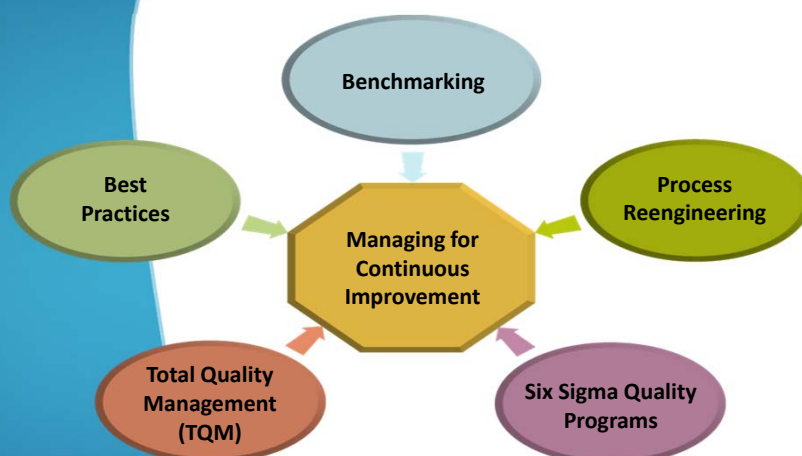 Benchmarking
Best
Practices
Process
Reengineering
Managing for
Continuous
Improvement
Total Quality
Management
(TQM)
Six Sigma Quality
Programs